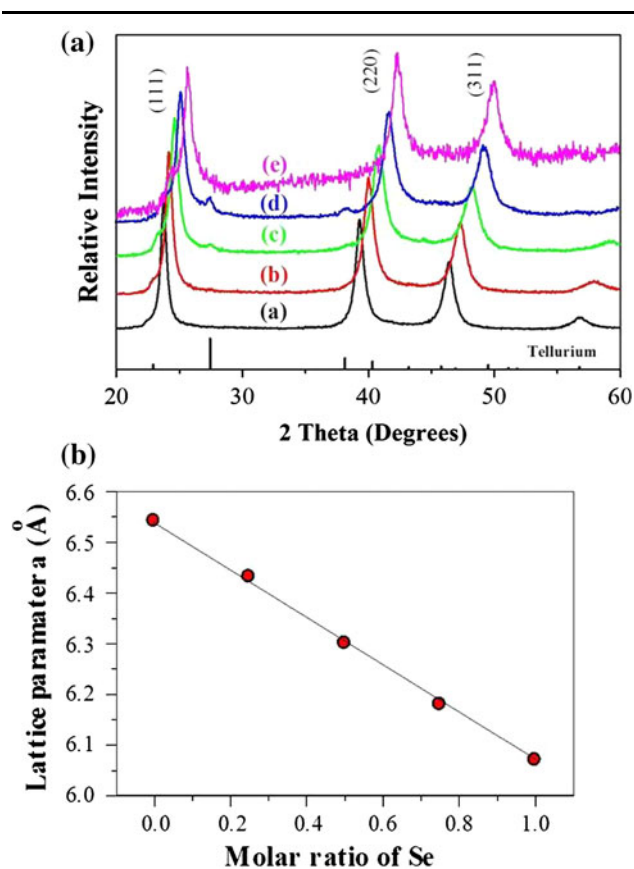 (a)
Relative Intensity
(111)
(220)
(311)
(e)
(d)
(c)
(b)
(a)
Tellurium
20 30 40 50 60
2 Theta (Degrees)
(b)
Lattice paramater a (Å)
6.6
6.5
6.4
6.3
6.2
6.1
6.0
0.0 0.2 0.4 0.6 0.8 1.0
Molar ratio of Se